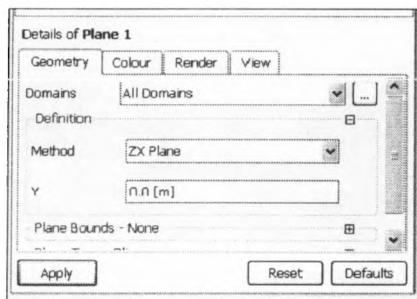 Details of Plane 1
Geometry Colour Render View
Domains All Domains ...
Definition
Method ZX Plane
Y 0.0 [m]
Plane Bounds - None
Apply Reset Defaults